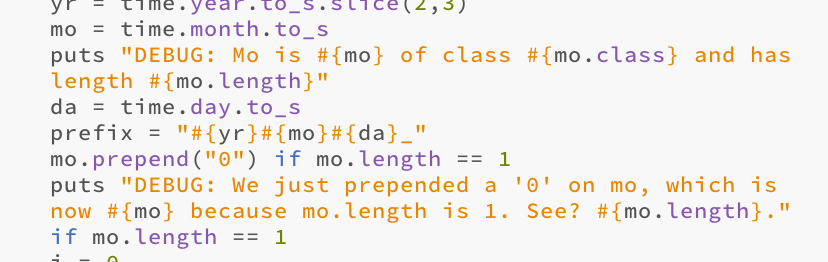 yr = time.year.to_s.slice(2,3)
mo = time.month.to_s
puts "DEBUG: Mo is #{mo} of class #{mo.class} and has
length #{mo.length}"
da = time.day.to_s
prefix = "#{yr}#{mo}#{da}_"
mo.prepend("0") if mo.length == 1
puts "DEBUG: We just prepended a '0' on mo, which is
now #{mo} because mo.length is 1. See? #{mo.length}."
if mo.length == 1
i = 0